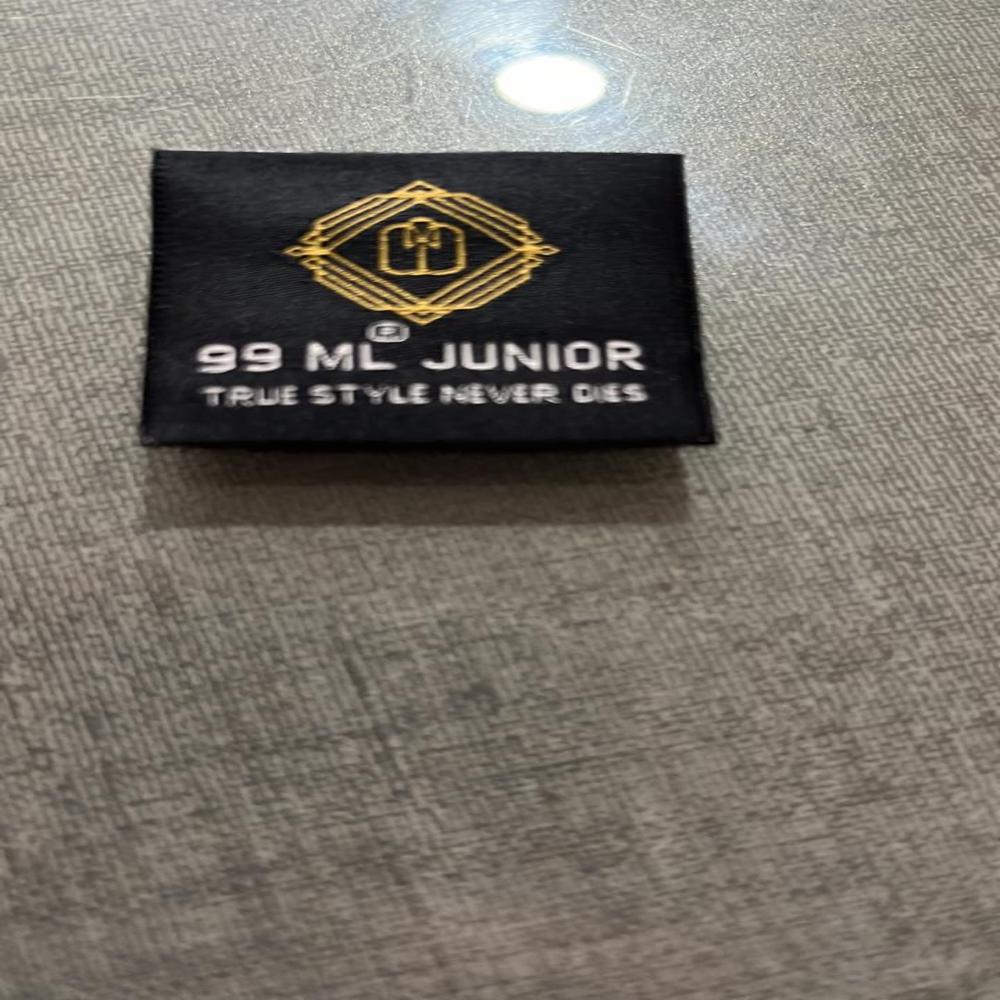 99 ML® JUNIOR
TRUE STYLE NEVER DIES